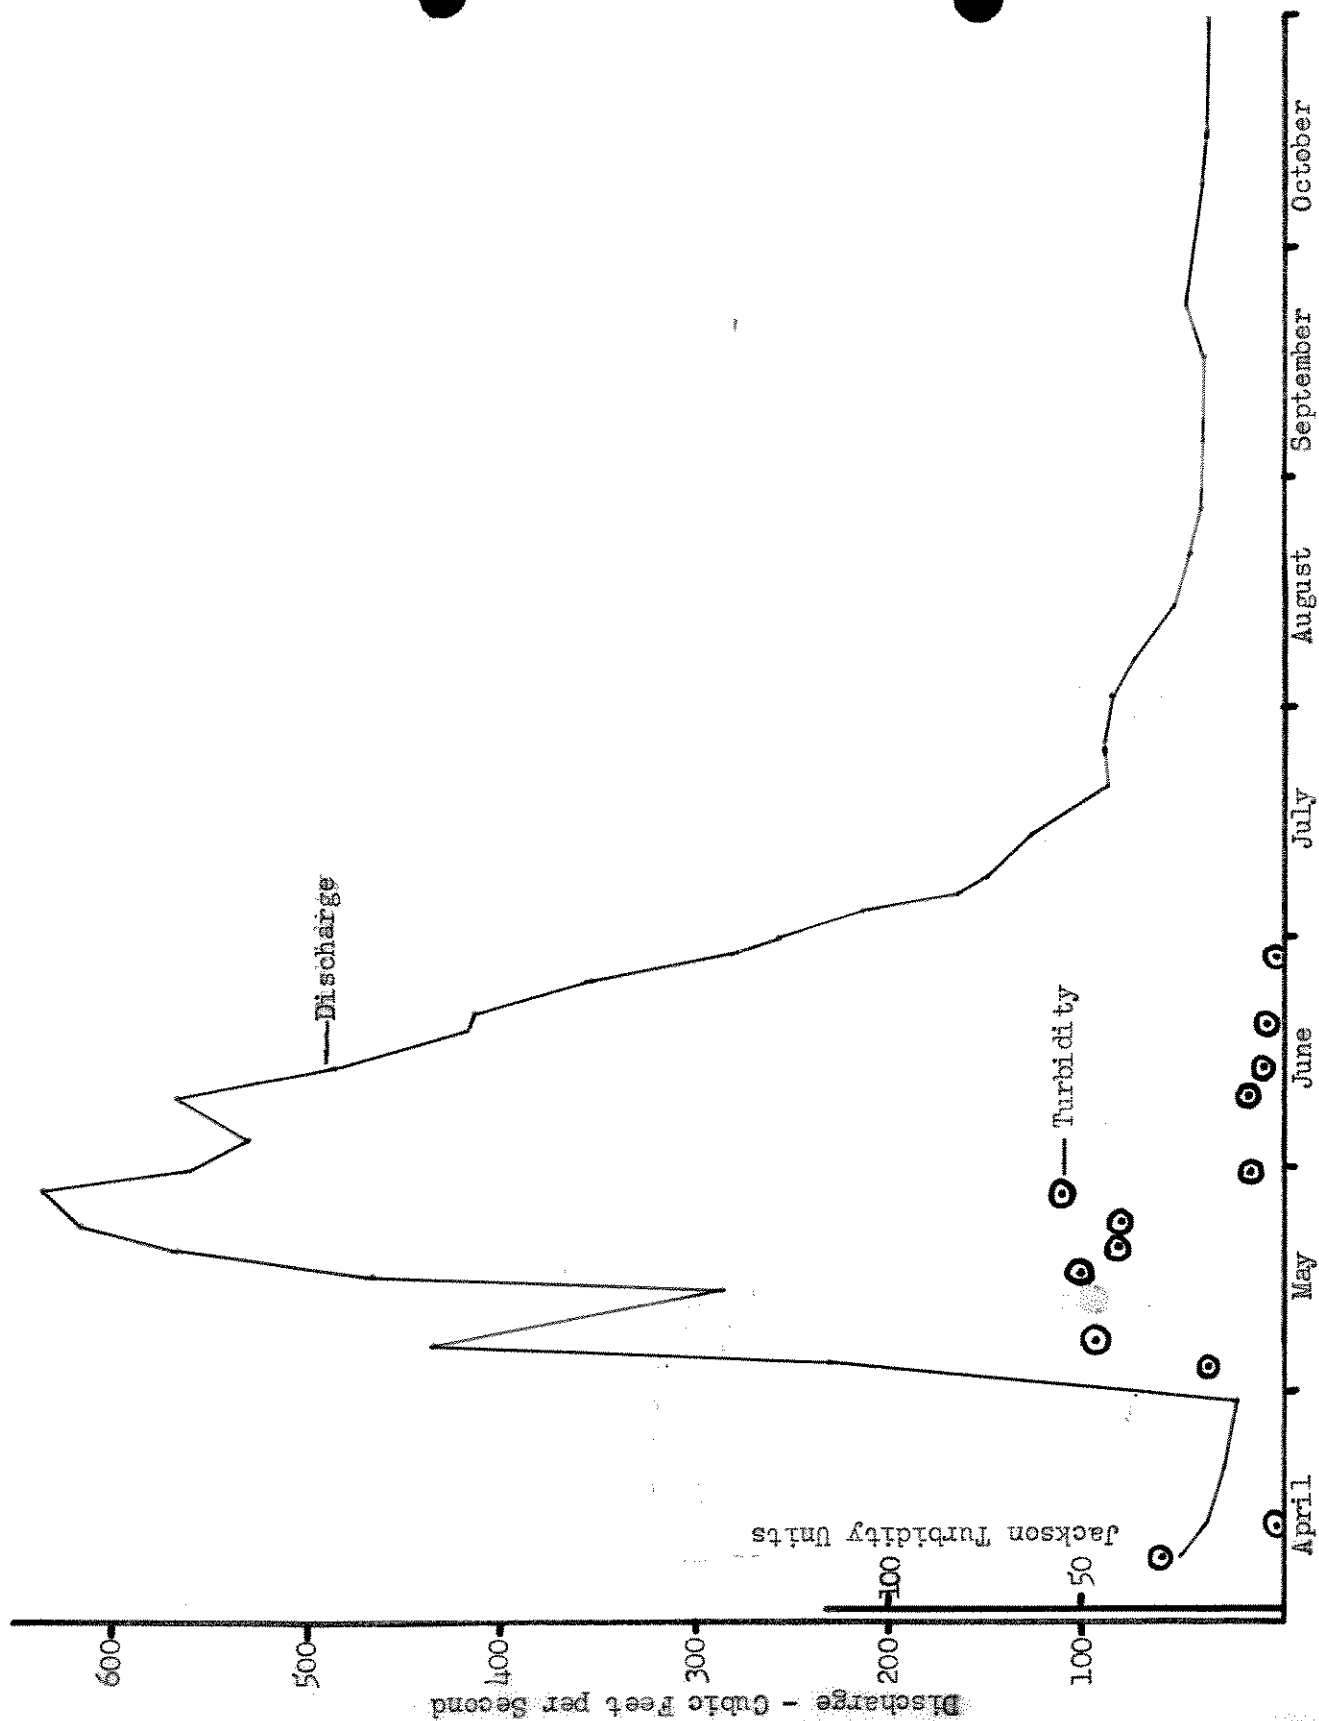 Discharge - Cubic Feet per Second
600
500
400
300
200
100
Jackson Turbidity Units
100
50
Discharge
Turbidity
April
May
June
July
August
September
October